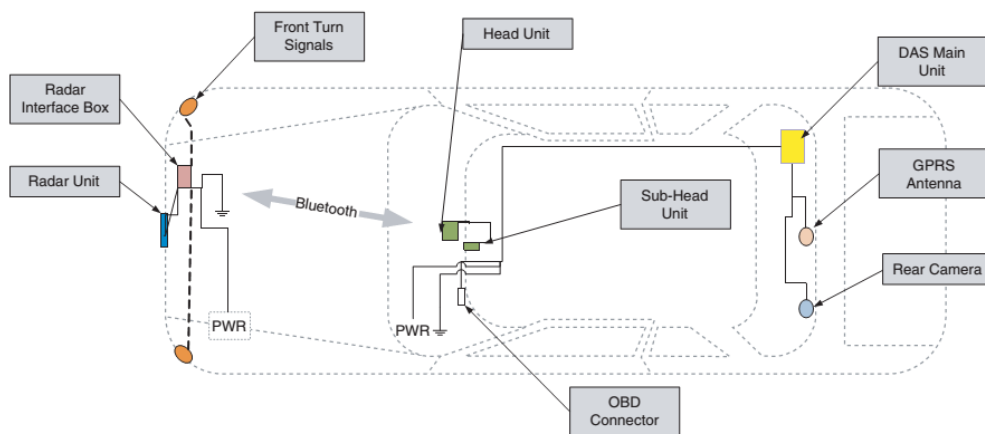 Front Turn
Signals
Head Unit
DAS Main
Unit
Radar
Interface Box
Radar Unit
Bluetooth
Sub-Head
Unit
GPRS
Antenna
Rear Camera
PWR
PWR
OBD
Connector